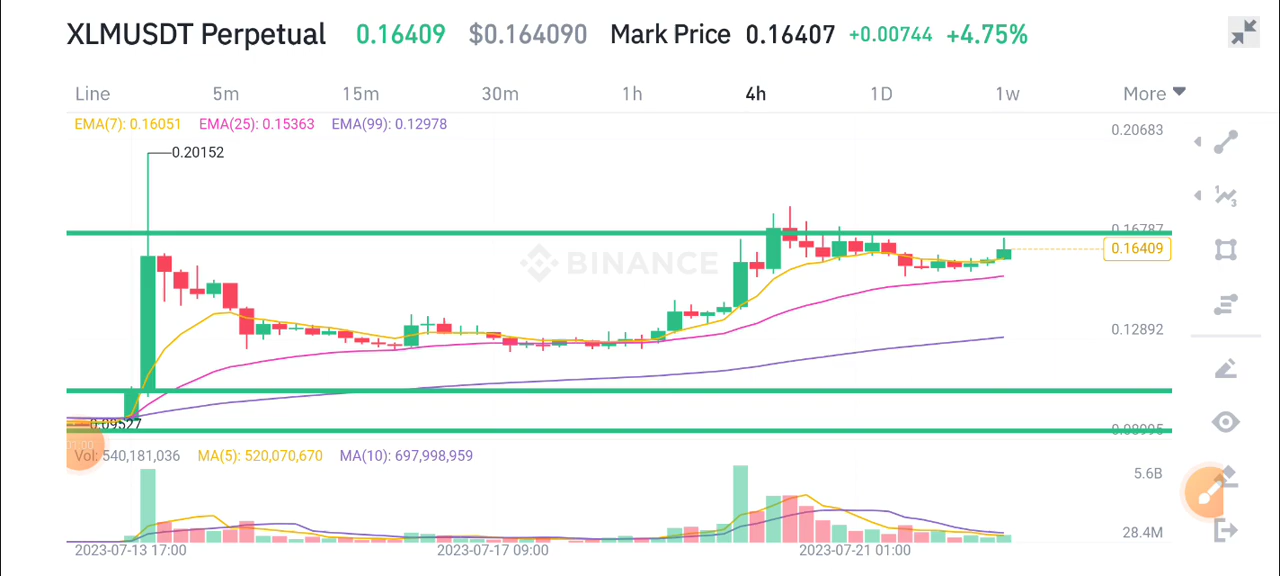 XLMUSDT Perpetual 0.16409 $0.164090 Mark Price 0.16407 +0.00744 +4.75%
Line 5m 15m 30m 1h 4h 1D 1w More
EMA(7): 0.16051 EMA(25): 0.15363 EMA(99): 0.12978
0.20683
0.20152
0.16787
0.16409
BINANCE
0.12892
0.09527
0.08995
Vol: 540,181,036 MA(5): 520,070,670 MA(10): 697,998,959
5.6B
28.4M
2023-07-13 17:00 2023-07-17 09:00 2023-07-21 01:00